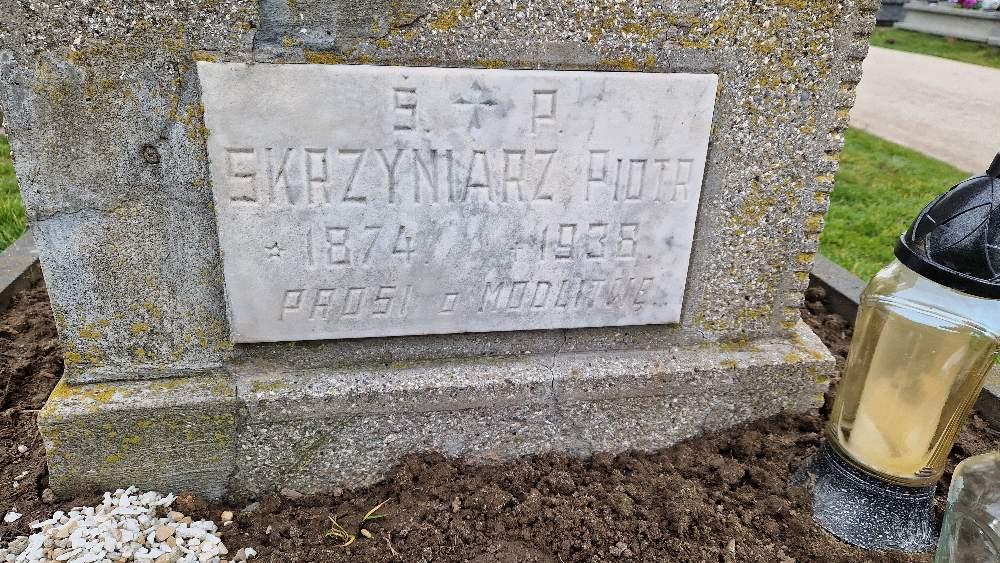 Ś. ✝ P.
SKRZYNIARZ PIOTR
* 1874 +1938.
PROSI O MODLITWĘ.